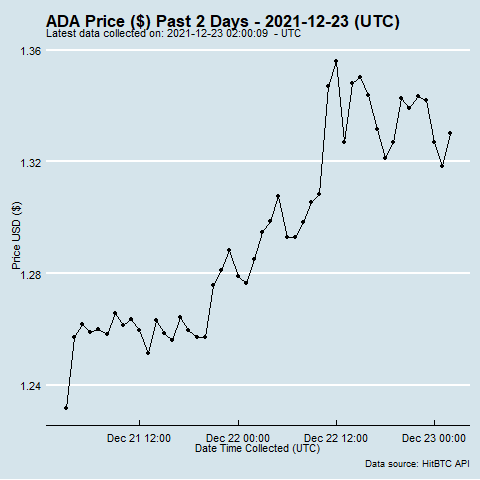 ADA Price ($) Past 2 Days - 2021-12-23 (UTC)
Latest data collected on: 2021-12-23 02:00:09 - UTC
1.36
1.32
1.28
1.24
Price USD ($)
Dec 21 12:00 Dec 22 00:00 Dec 22 12:00 Dec 23 00:00
Date Time Collected (UTC)
Data source: HitBTC API